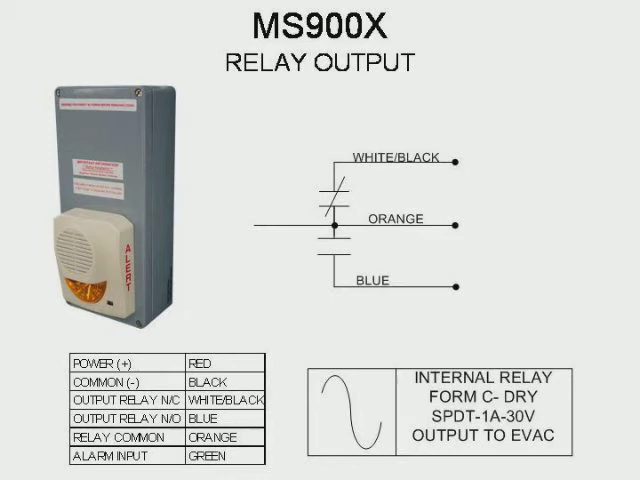 MS900X
RELAY OUTPUT
ALERT
WHITE/BLACK
ORANGE
BLUE
POWER (+) RED
COMMON (-) BLACK
OUTPUT RELAY N/C WHITE/BLACK
OUTPUT RELAY N/O BLUE
RELAY COMMON ORANGE
ALARM INPUT GREEN
INTERNAL RELAY
FORM C- DRY
SPDT-1A-30V
OUTPUT TO EVAC